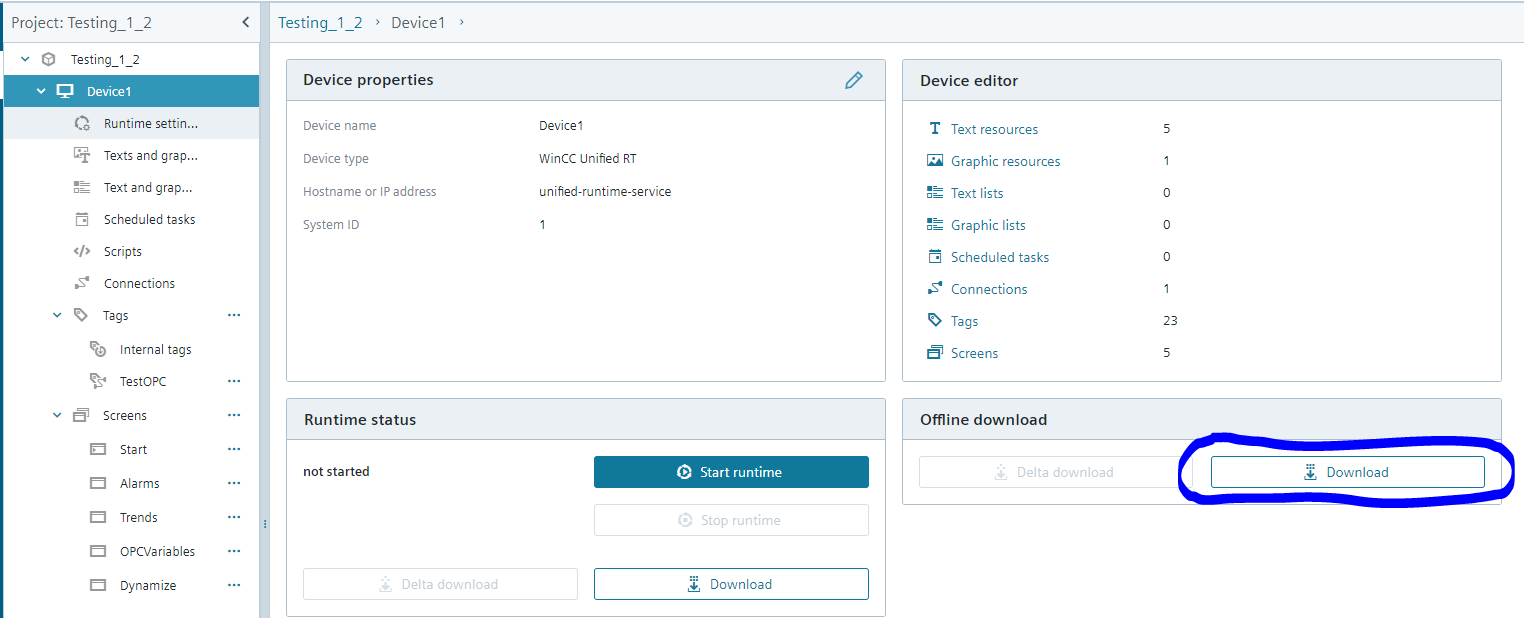 Project: Testing_1_2
Testing_1_2
Device1
Runtime settin...
Texts and grap...
Text and grap...
Scheduled tasks
Scripts
Connections
Tags
Internal tags
TestOPC
Screens
Start
Alarms
Trends
OPCVariables
Dynamize
Testing_1_2 › Device1 ›
Device properties
Device name Device1
Device type WinCC Unified RT
Hostname or IP address unified-runtime-service
System ID 1
Device editor
Text resources 5
Graphic resources 1
Text lists 0
Graphic lists 0
Scheduled tasks 0
Connections 1
Tags 23
Screens 5
Runtime status
not started Start runtime
Stop runtime
Delta download Download
Offline download
Delta download Download